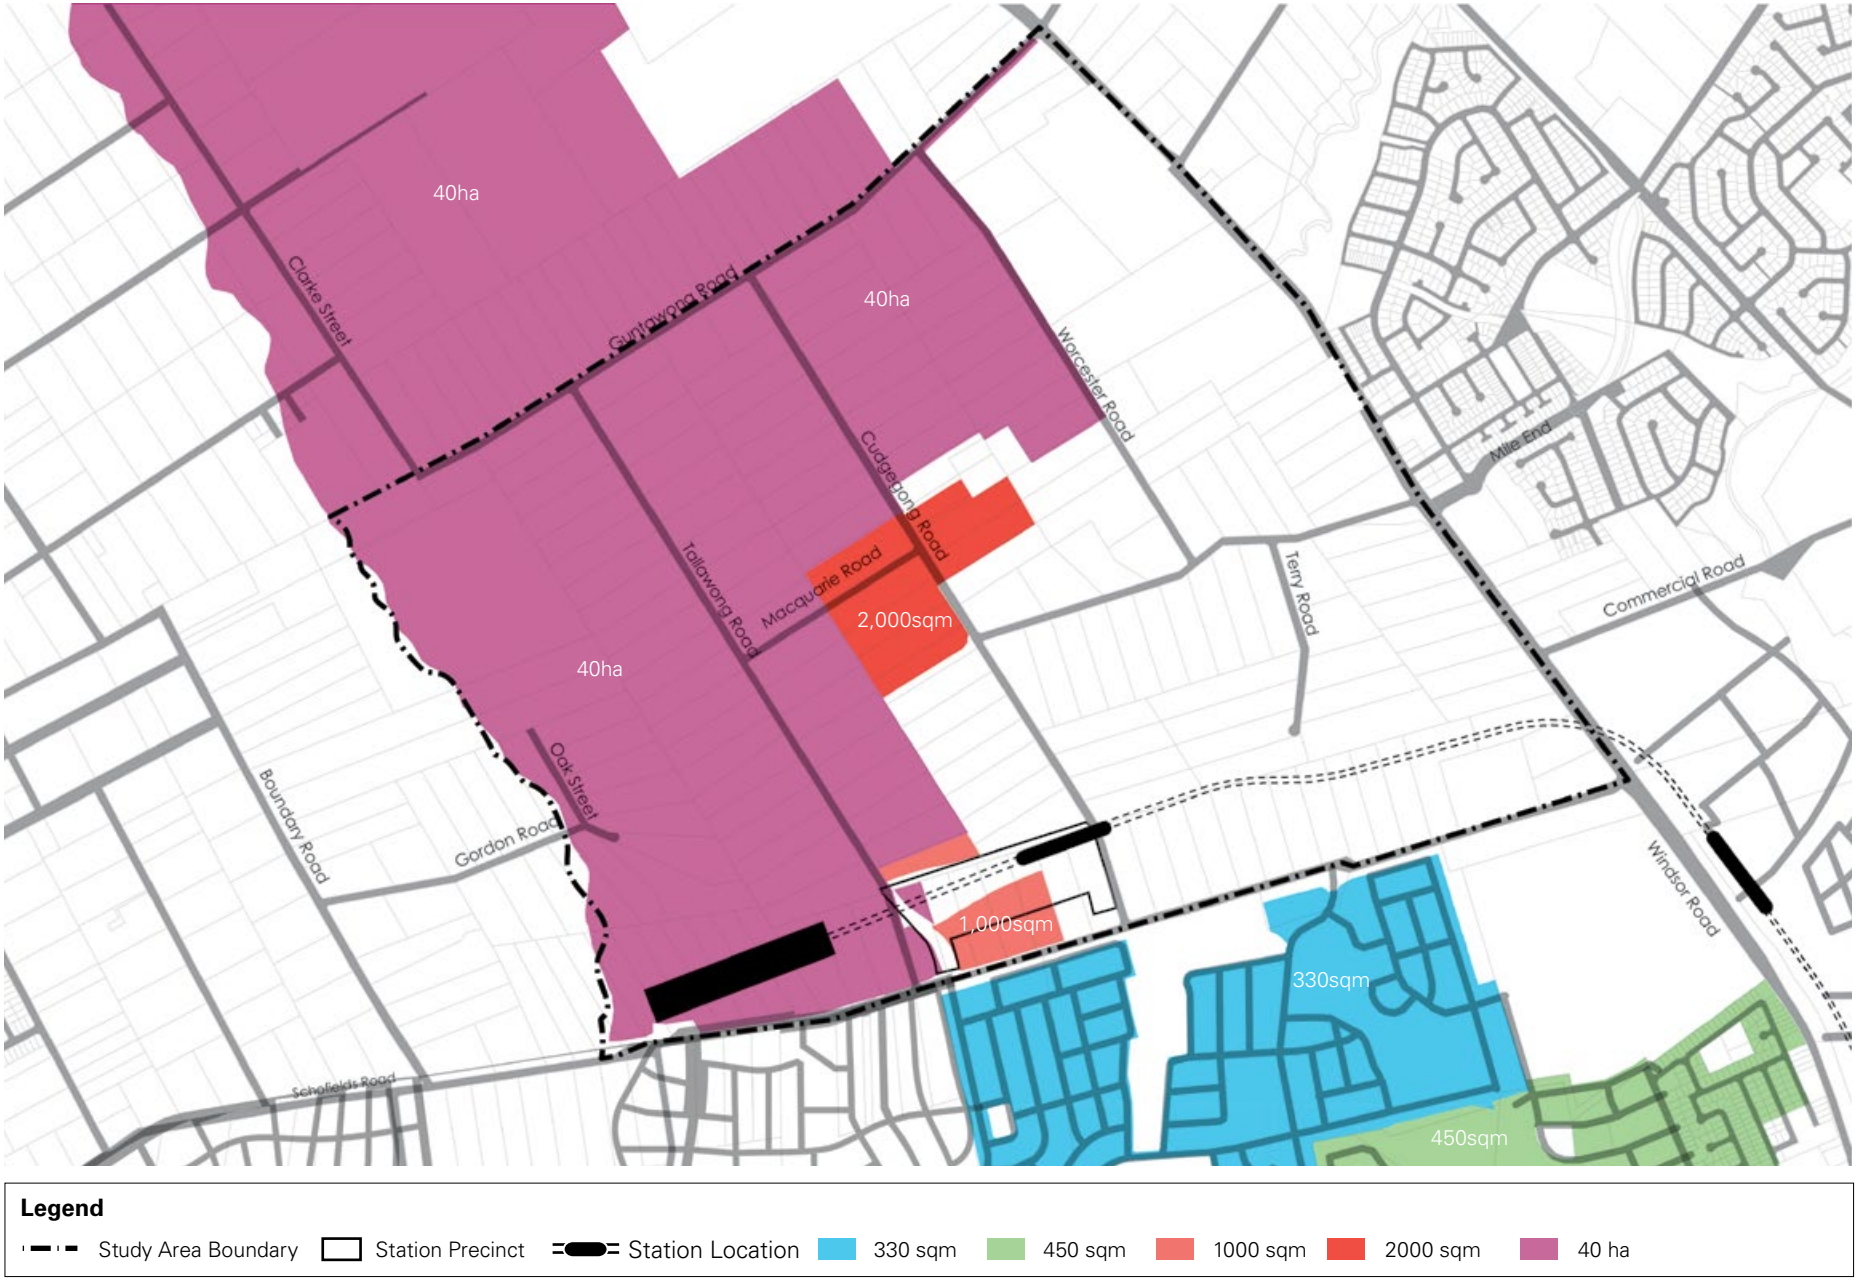 40ha
Clarke Street
Guntawong Road
40ha
Worcester Road
Cudgegong Road
Mile End
Tallawong Road
Macquarie Road
2,000sqm
Terry Road
Commercial Road
40ha
Oak Street
Boundary Road
Gordon Road
Windsor Road
1,000sqm
330sqm
Schofields Road
450sqm
Legend
Study Area Boundary Station Precinct Station Location 330 sqm 450 sqm 1000 sqm 2000 sqm 40 ha